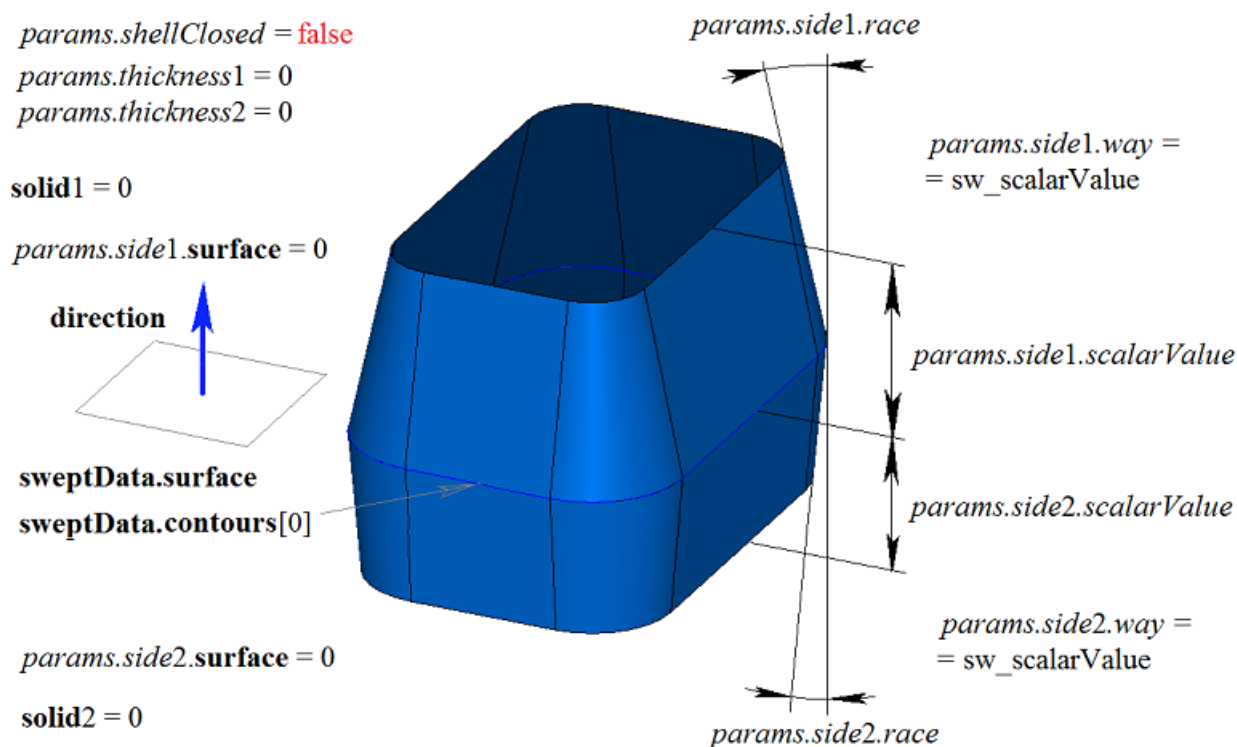 params.shellClosed = false
params.thickness1 = 0
params.thickness2 = 0
solid1 = 0
params.side1.surface = 0
direction
sweptData.surface
sweptData.contours[0]
params.side2.surface = 0
solid2 = 0
params.side1.race
params.side1.way =
= sw_scalarValue
params.side1.scalarValue
params.side2.scalarValue
params.side2.way =
= sw_scalarValue
params.side2.race